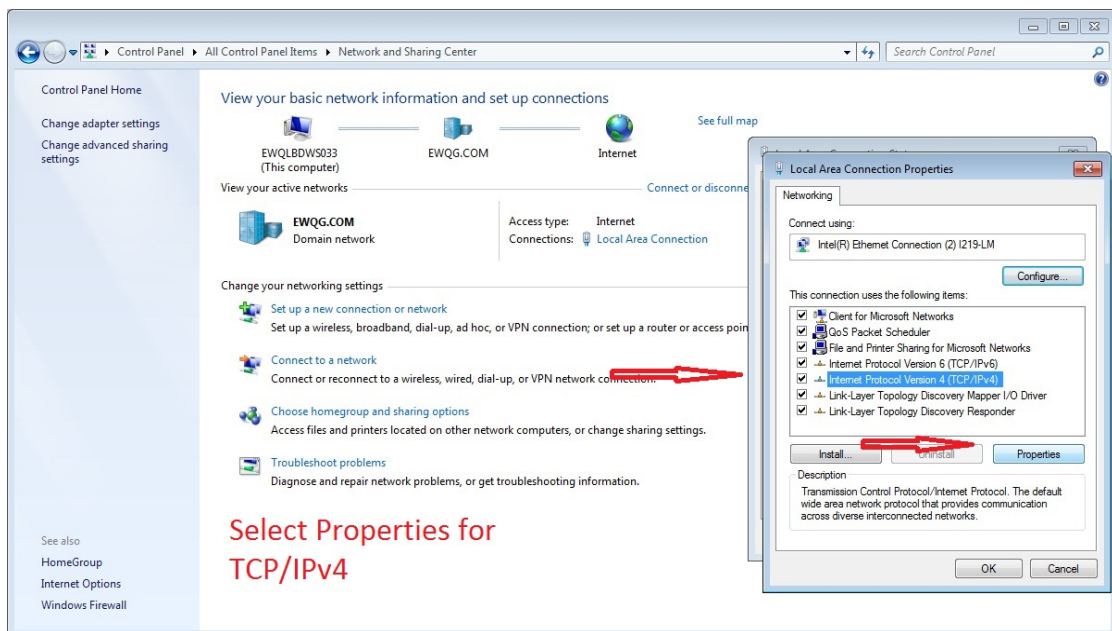 Control Panel ▸ All Control Panel Items ▸ Network and Sharing Center
Search Control Panel
Control Panel Home
Change adapter settings
Change advanced sharing
settings
See also
HomeGroup
Internet Options
Windows Firewall
View your basic network information and set up connections
See full map
EWQLBDWS033
(This computer)
EWQG.COM
Internet
View your active networks
Connect or disconne
EWQG.COM
Domain network
Access type: Internet
Connections: Local Area Connection
Change your networking settings
Set up a new connection or network
Set up a wireless, broadband, dial-up, ad hoc, or VPN connection; or set up a router or access poin
Connect to a network
Connect or reconnect to a wireless, wired, dial-up, or VPN network connection.
Choose homegroup and sharing options
Access files and printers located on other network computers, or change sharing settings.
Troubleshoot problems
Diagnose and repair network problems, or get troubleshooting information.
Select Properties for
TCP/IPv4
Local Area Connection Properties
Networking
Connect using:
Intel(R) Ethernet Connection (2) I219-LM
Configure...
This connection uses the following items:
Client for Microsoft Networks
QoS Packet Scheduler
File and Printer Sharing for Microsoft Networks
Internet Protocol Version 6 (TCP/IPv6)
Internet Protocol Version 4 (TCP/IPv4)
Link-Layer Topology Discovery Mapper I/O Driver
Link-Layer Topology Discovery Responder
Install... Uninstall Properties
Description
Transmission Control Protocol/Internet Protocol. The default
wide area network protocol that provides communication
across diverse interconnected networks.
OK Cancel